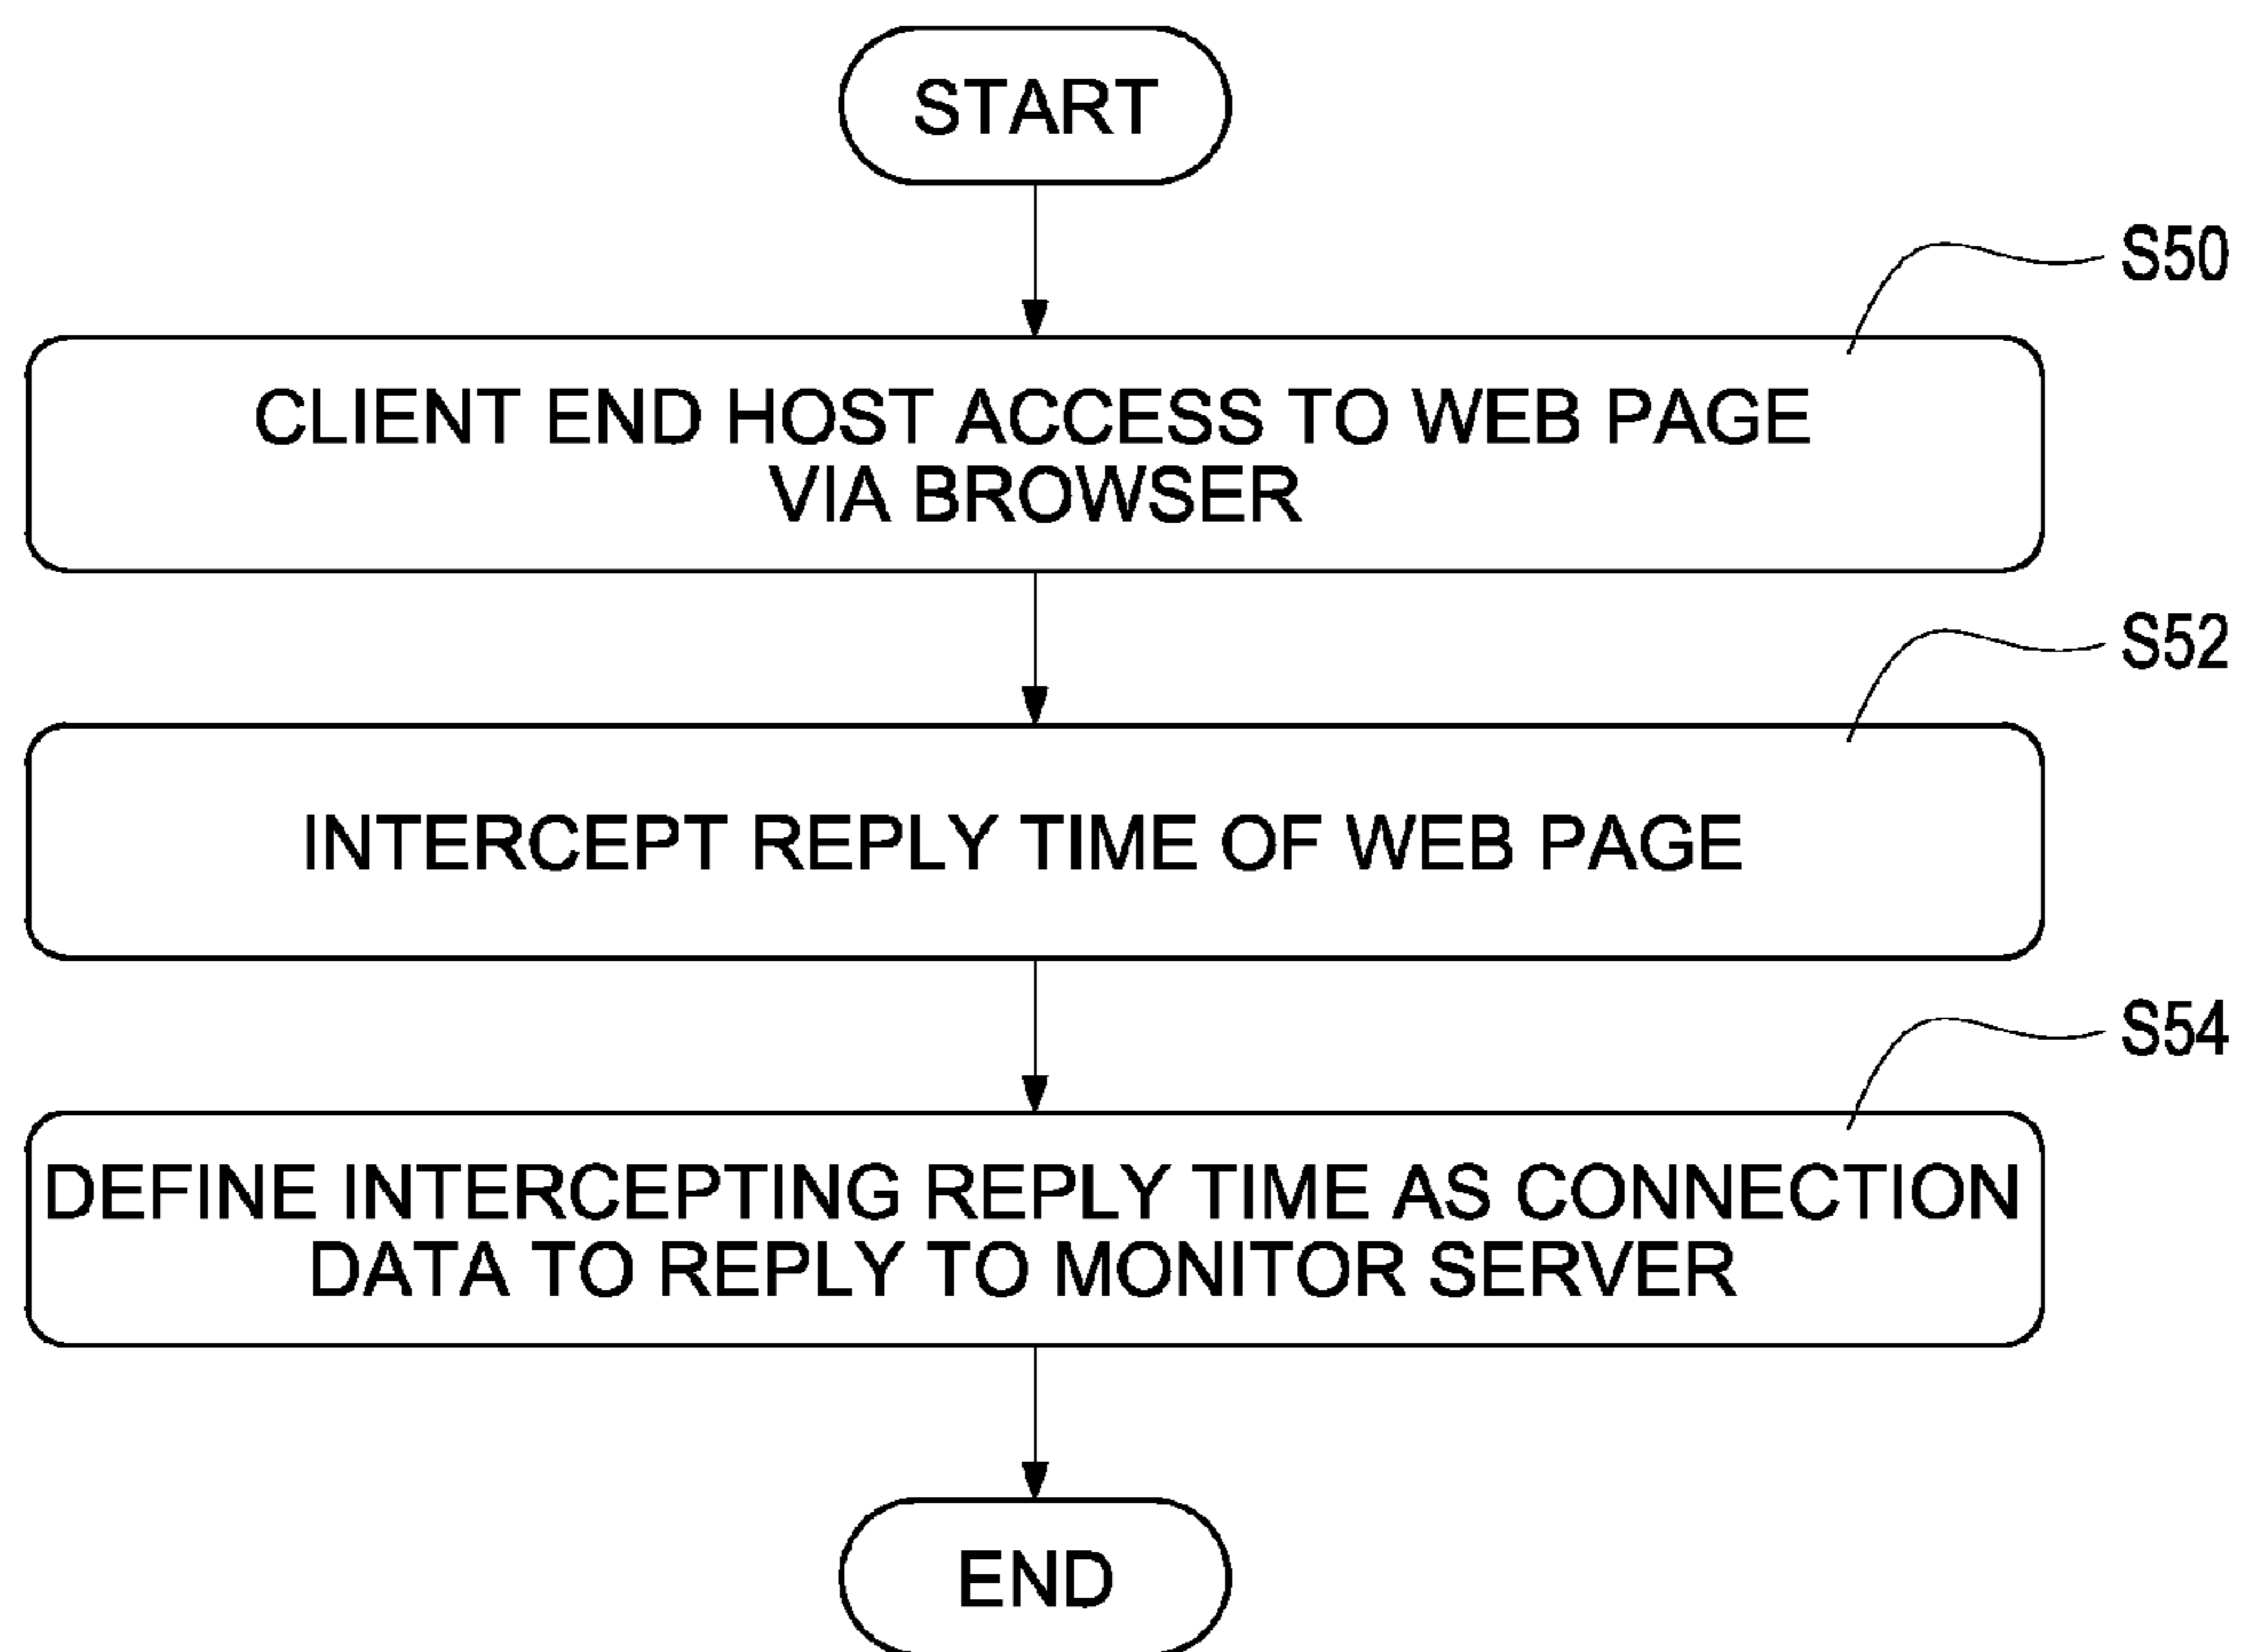 START
S50
CLIENT END HOST ACCESS TO WEB PAGE
VIA BROWSER
S52
INTERCEPT REPLY TIME OF WEB PAGE
S54
DEFINE INTERCEPTING REPLY TIME AS CONNECTION
DATA TO REPLY TO MONITOR SERVER
END